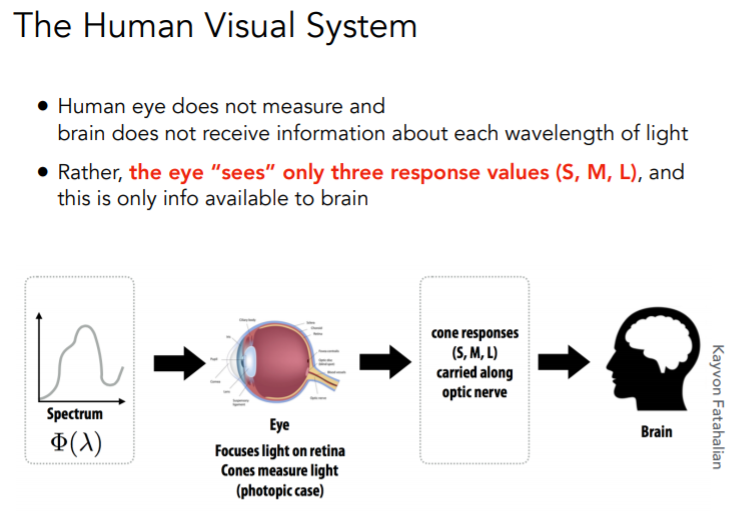 The Human Visual System
• Human eye does not measure and
brain does not receive information about each wavelength of light
• Rather, the eye “sees” only three response values (S, M, L), and
this is only info available to brain
Spectrum
Φ(λ)
Eye
Focuses light on retina
Cones measure light
(photopic case)
cone responses
(S, M, L)
carried along
optic nerve
Brain
Kayvon Fatahalian